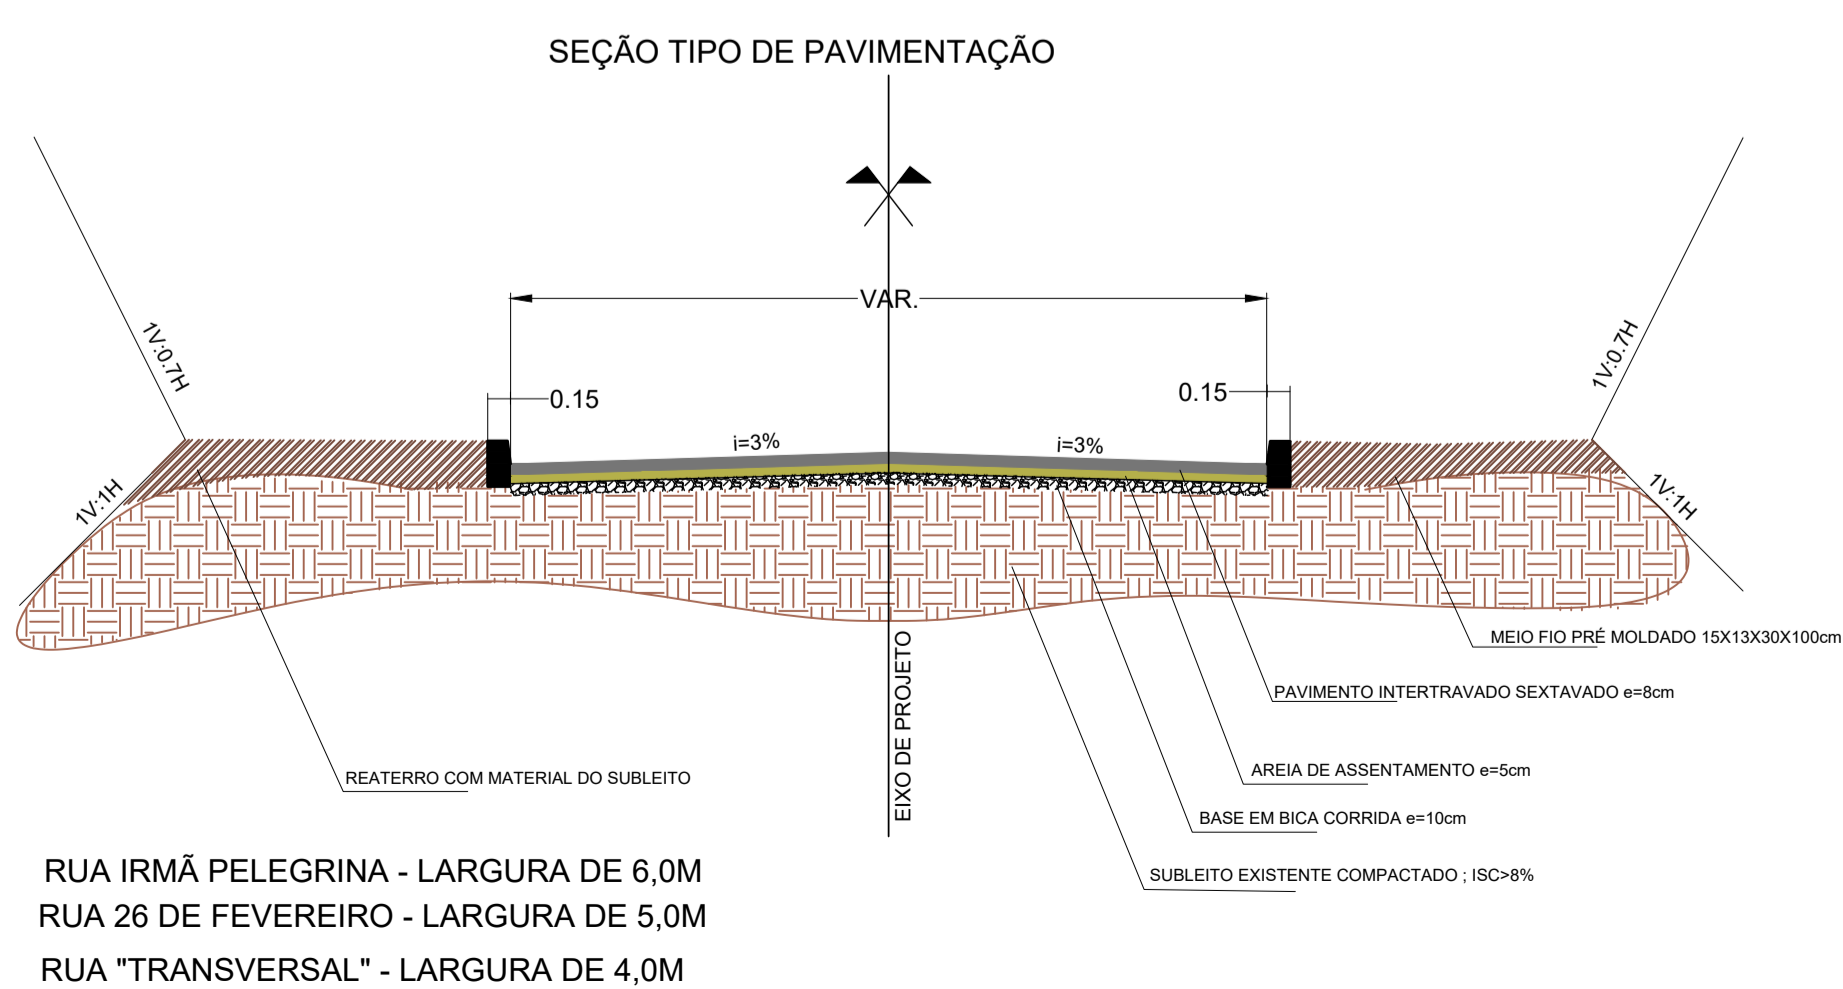 SEÇÃO TIPO DE PAVIMENTAÇÃO
VAR.
1V:0.7H
1V:0.7H
0.15
0.15
i=3%
i=3%
1V:1H
1V:1H
EIXO DE PROJETO
MEIO FIO PRÉ MOLDADO 15X13X30X100cm
PAVIMENTO INTERTRAVADO SEXTAVADO e=8cm
AREIA DE ASSENTAMENTO e=5cm
REATERRO COM MATERIAL DO SUBLEITO
BASE EM BICA CORRIDA e=10cm
SUBLEITO EXISTENTE COMPACTADO ; ISC>8%
RUA IRMÃ PELEGRINA - LARGURA DE 6,0M
RUA 26 DE FEVEREIRO - LARGURA DE 5,0M
RUA "TRANSVERSAL" - LARGURA DE 4,0M